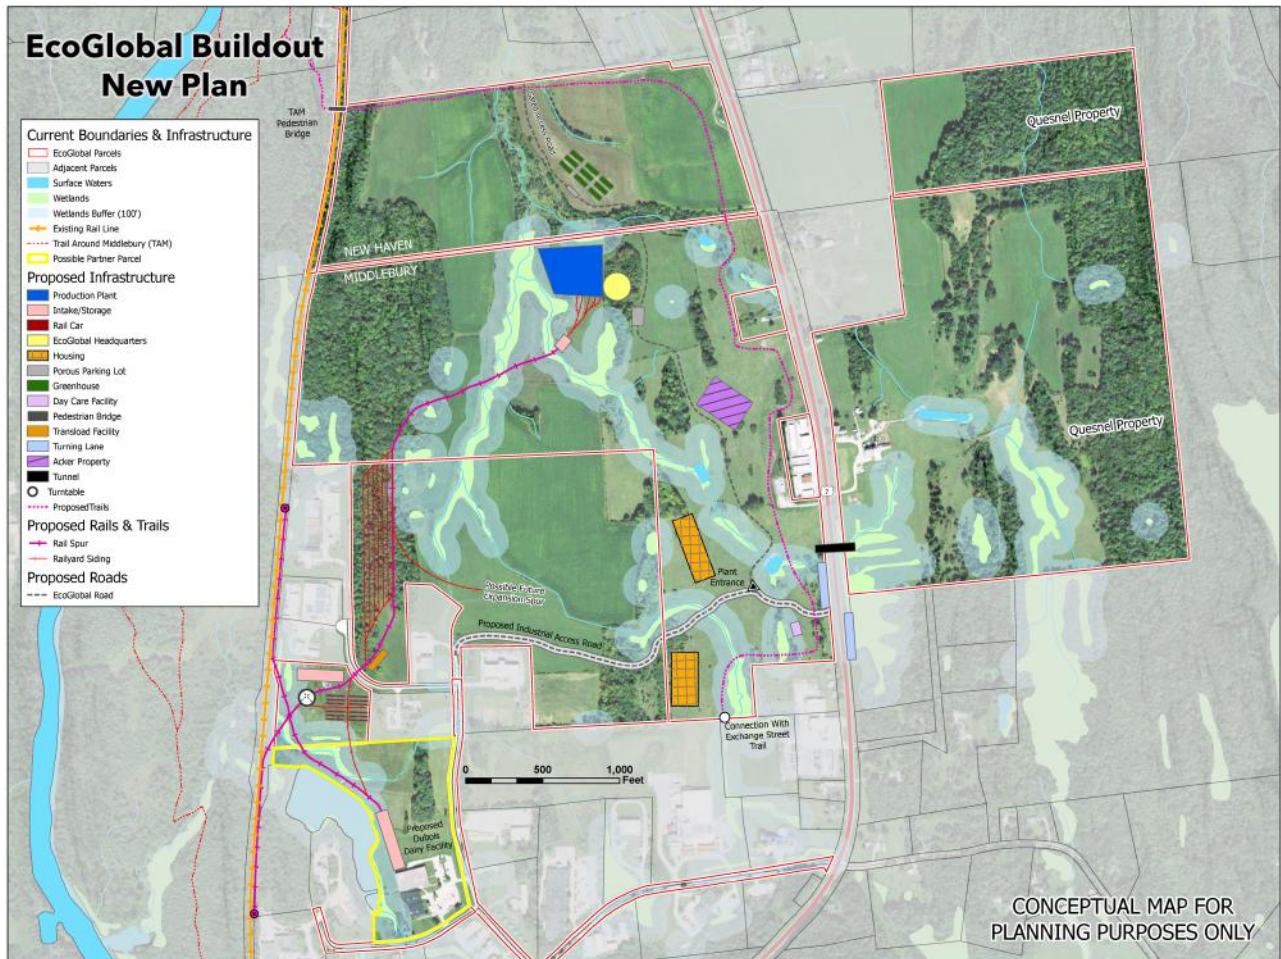 EcoGlobal Buildout
New Plan
Current Boundaries & Infrastructure
EcoGlobal Parcels
Adjacent Parcels
Surface Waters
Wetlands
Wetlands Buffer (100')
Existing Rail Line
Trail Around Middlebury (TAM)
Possible Partner Parcel
Proposed Infrastructure
Production Plant
Intake/Storage
Rail Car
EcoGlobal Headquarters
Housing
Porous Parking Lot
Greenhouse
Day Care Facility
Pedestrian Bridge
Transload Facility
Turning Lane
Acker Property
Tunnel
Turntable
ProposedTrails
Proposed Rails & Trails
Rail Spur
Railyard Siding
Proposed Roads
EcoGlobal Road
TAM
Pedestrian
Bridge
Access Road
Quesnel Property
NEW HAVEN
MIDDLEBURY
Quesnel Property
7
Plant
Entrance
Possible Future
Expansion Spur
Proposed Industrial Access Road
Connection With
Exchange Street
Trail
0 500 1,000
Feet
Proposed
Dubois
Dairy Facility
CONCEPTUAL MAP FOR
PLANNING PURPOSES ONLY